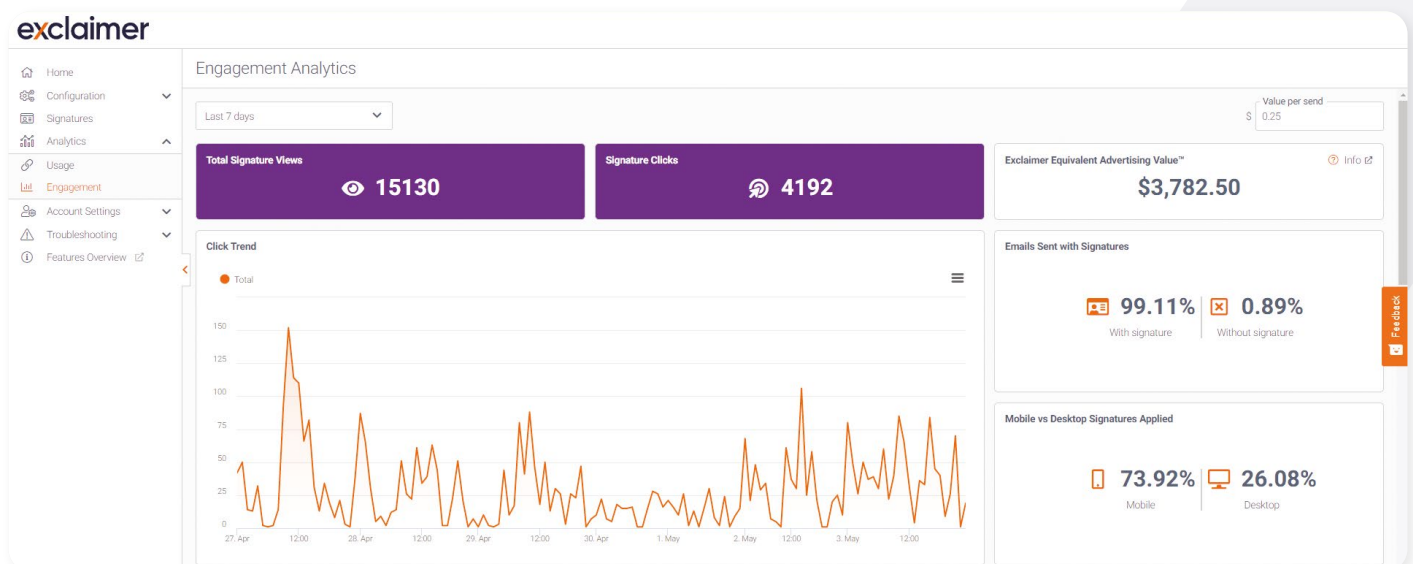 exclaimer
Home
Configuration
Signatures
Analytics
Usage
Engagement
Account Settings
Troubleshooting
Features Overview
Engagement Analytics
Last 7 days
Value per send
$ 0.25
Total Signature Views
15130
Signature Clicks
4192
Exclaimer Equivalent Advertising Value™
Info
$3,782.50
Click Trend
Total
150
125
100
75
50
25
0
27. Apr 12:00 28. Apr 12:00 29. Apr 12:00 30. Apr 1. May 2. May 12:00 3. May 12:00
Emails Sent with Signatures
99.11% 0.89%
With signature Without signature
Mobile vs Desktop Signatures Applied
73.92% 26.08%
Mobile Desktop
Feedback